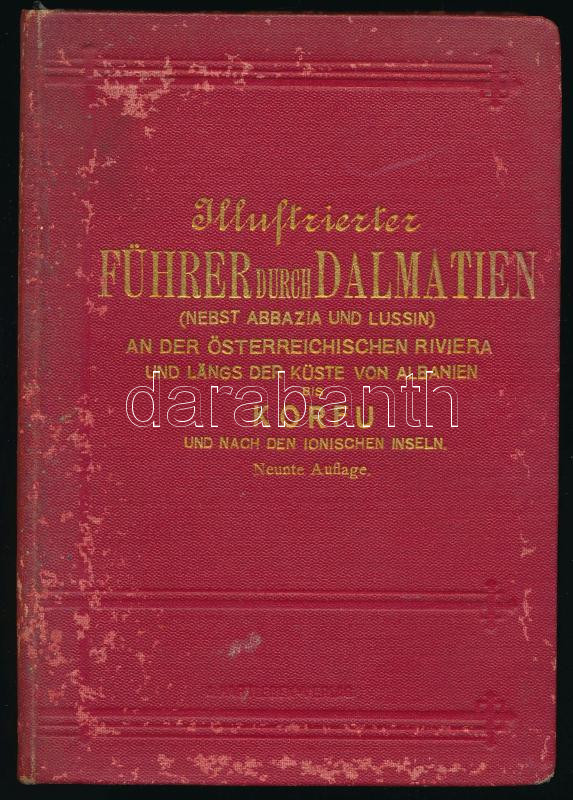 Illustrierter
FÜHRER DURCH DALMATIEN
(NEBST ABBAZIA UND LUSSIN)
AN DER ÖSTERREICHISCHEN RIVIERA
UND LÄNGS DER KÜSTE VON ALBANIEN
BIS
KORFU
darabanth
UND NACH DEN IONISCHEN INSELN.
Neunte Auflage.